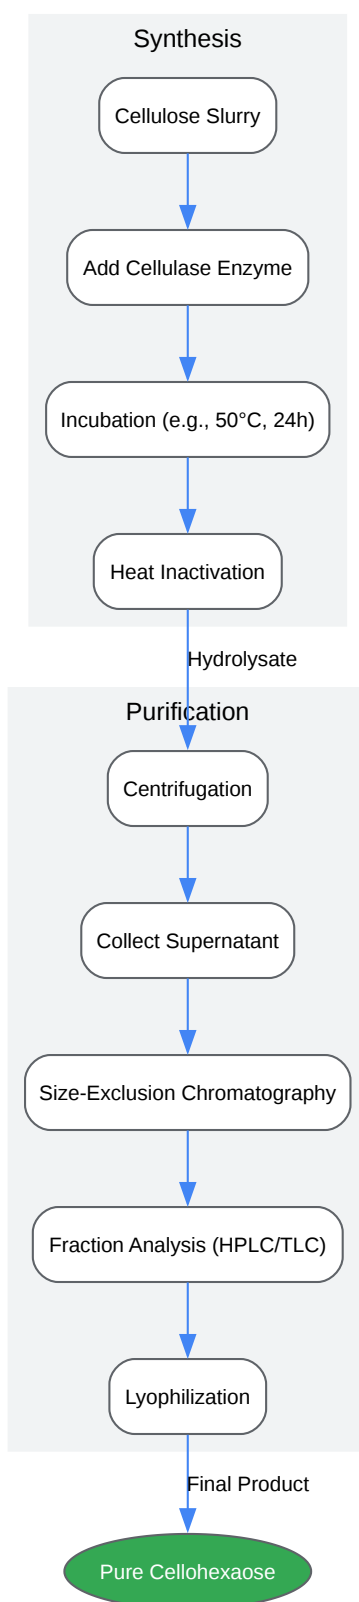 Synthesis
Cellulose Slurry
Add Cellulase Enzyme
Incubation (e.g., 50°C, 24h)
Heat Inactivation
Hydrolysate
Purification
Centrifugation
Collect Supernatant
Size-Exclusion Chromatography
Fraction Analysis (HPLC/TLC)
Lyophilization
Final Product
Pure Cellohexaose